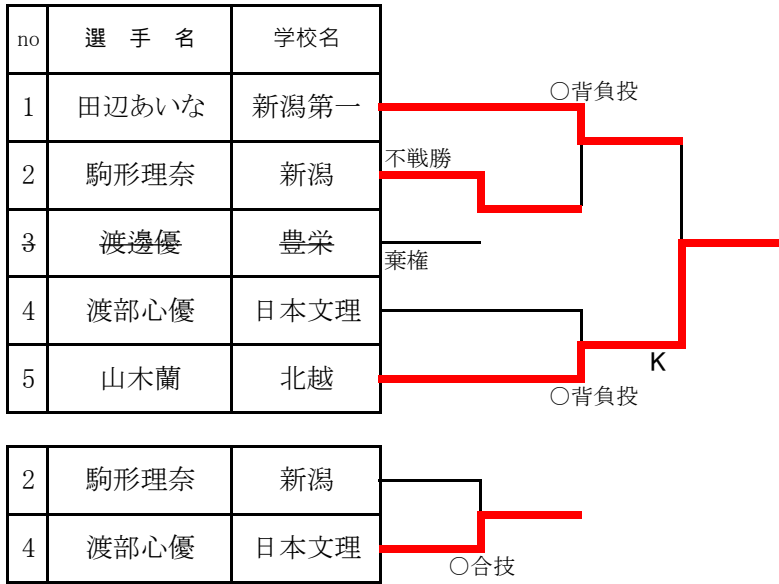 no 選 手 名 学校名
○背負投
1 田辺あいな 新潟第一
不戦勝
2 駒形理奈 新潟
3 渡邊優 豊栄
棄権
4 渡部心優 日本文理
K
5 山木蘭 北越
○背負投
2 駒形理奈 新潟
4 渡部心優 日本文理
○合技